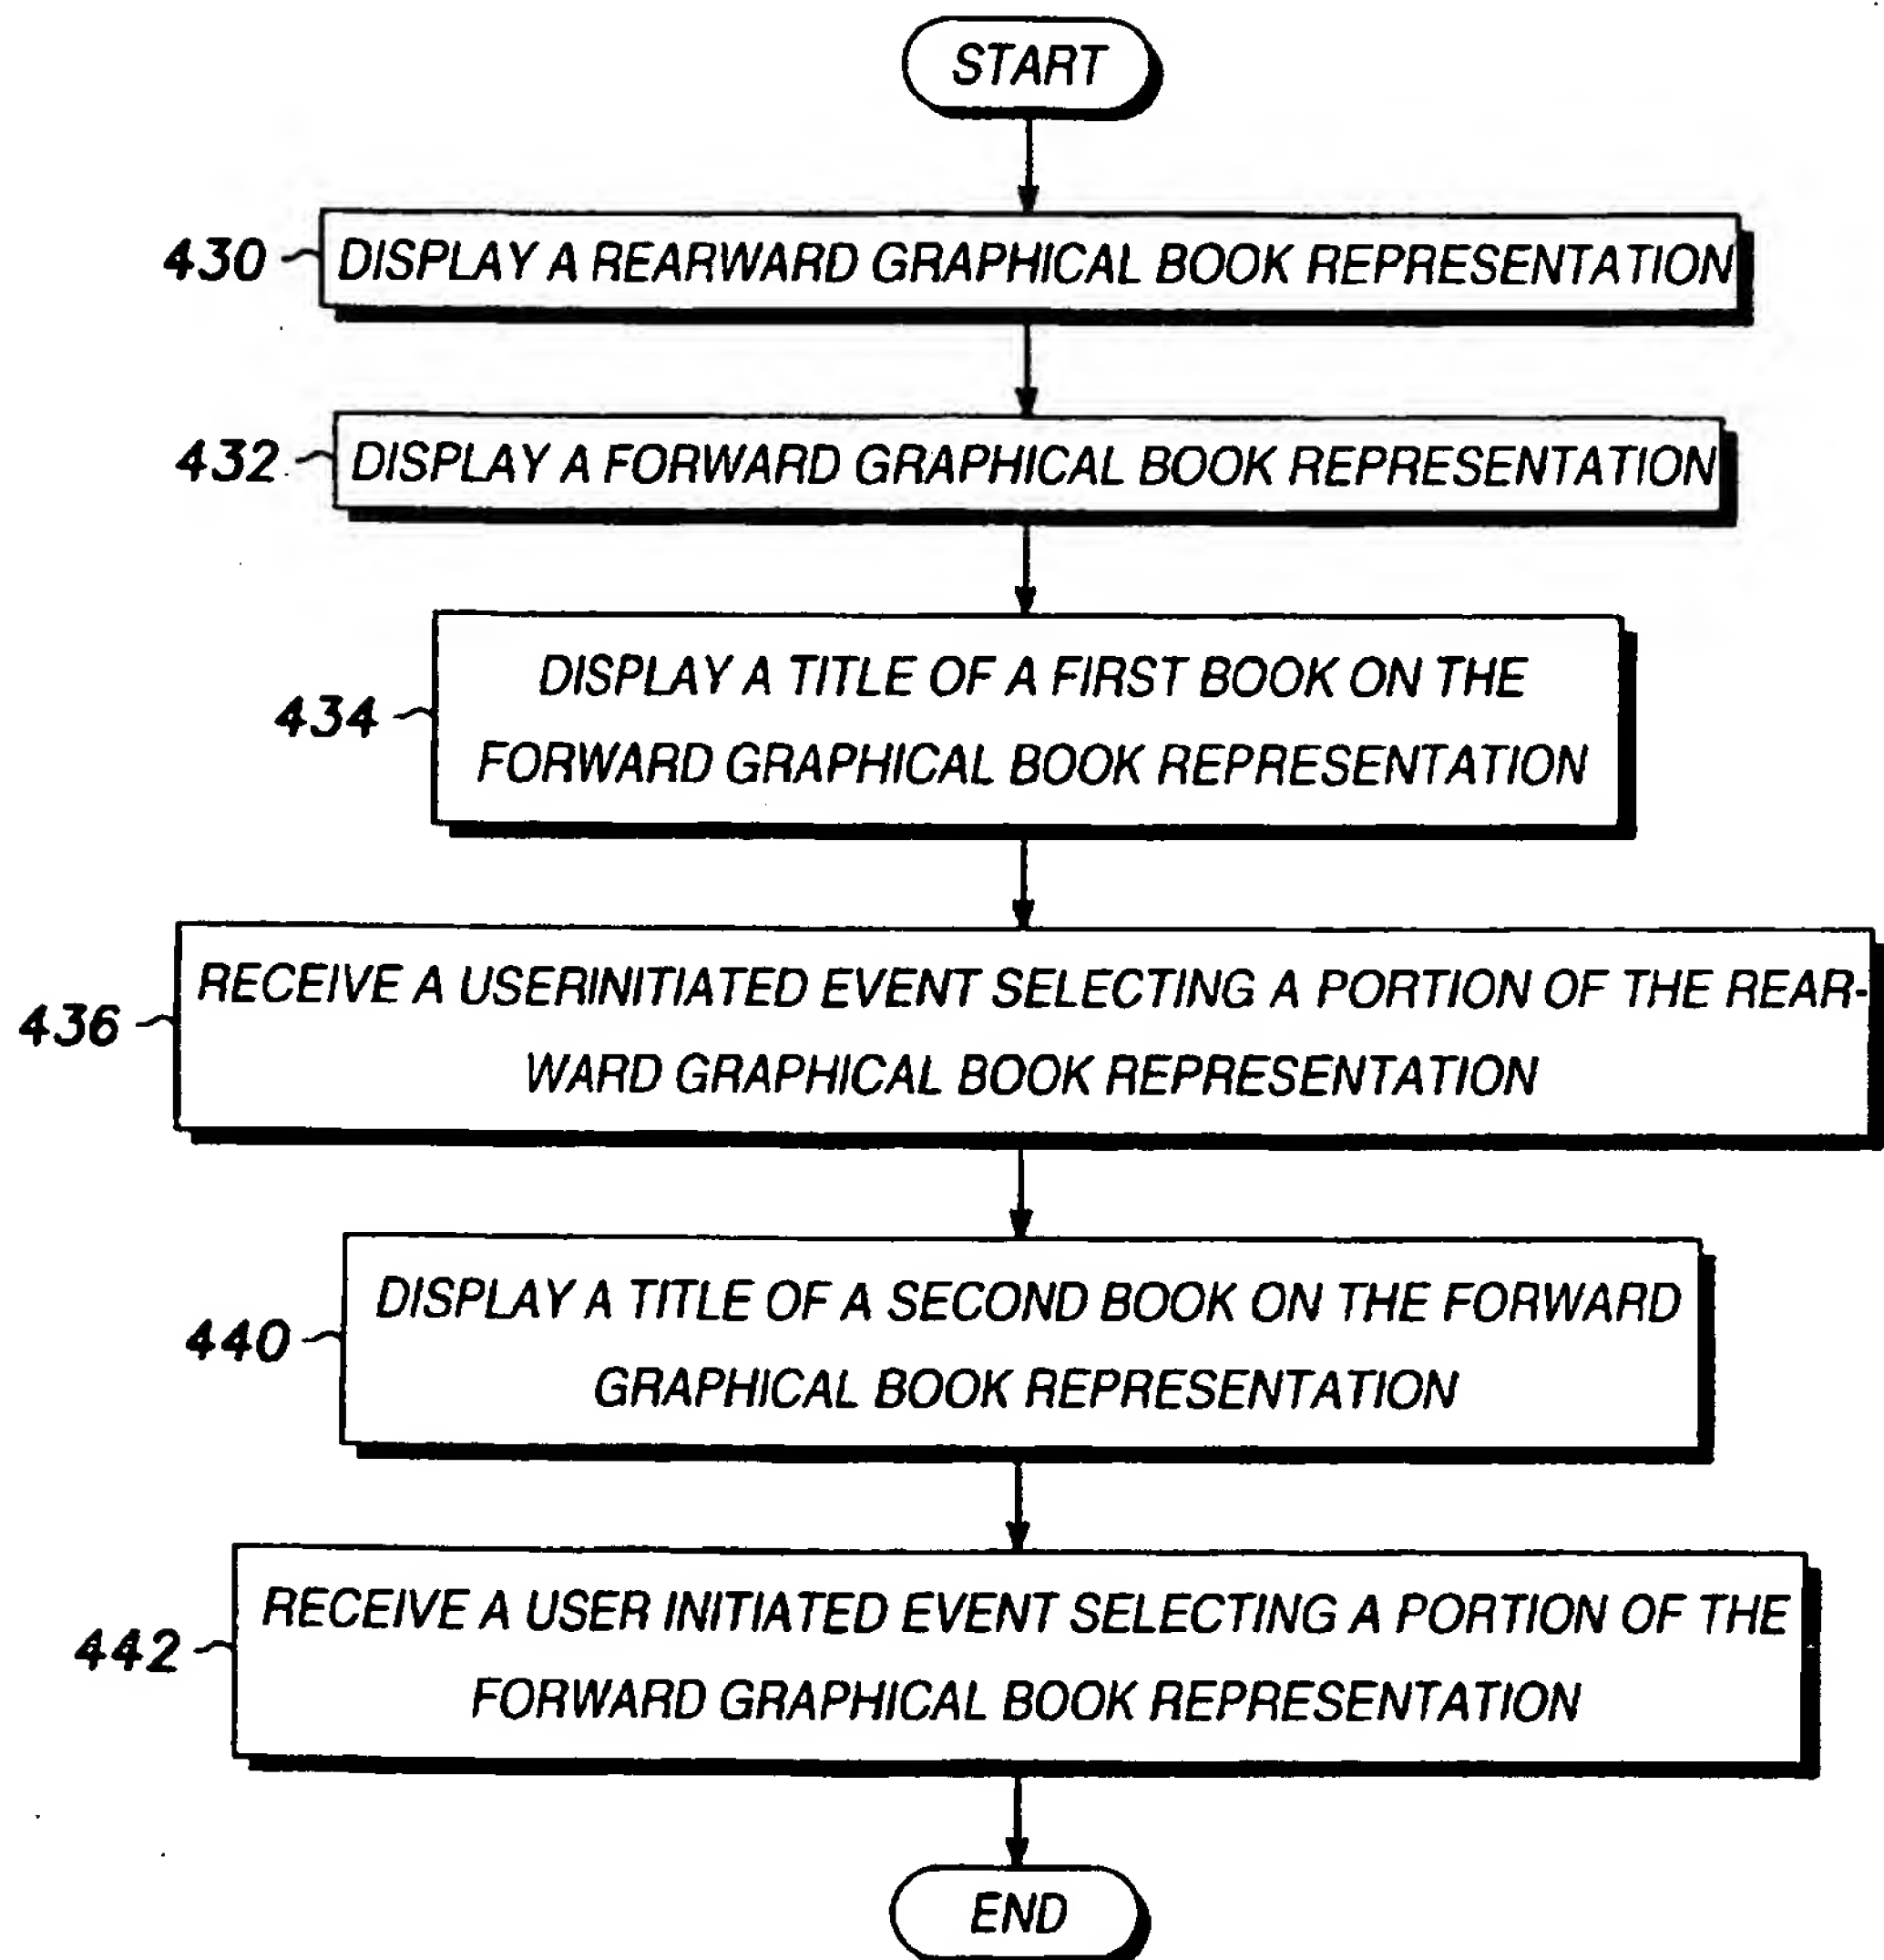 START
430 DISPLAY A REARWARD GRAPHICAL BOOK REPRESENTATION
432 DISPLAY A FORWARD GRAPHICAL BOOK REPRESENTATION
DISPLAY A TITLE OF A FIRST BOOK ON THE
434
FORWARD GRAPHICAL BOOK REPRESENTATION
RECEIVE A USERINITIATED EVENT SELECTING A PORTION OF THE REAR-
436
WARD GRAPHICAL BOOK REPRESENTATION
DISPLAY A TITLE OF A SECOND BOOK ON THE FORWARD
440
GRAPHICAL BOOK REPRESENTATION
RECEIVE A USER INITIATED EVENT SELECTING A PORTION OF THE
442
FORWARD GRAPHICAL BOOK REPRESENTATION
END